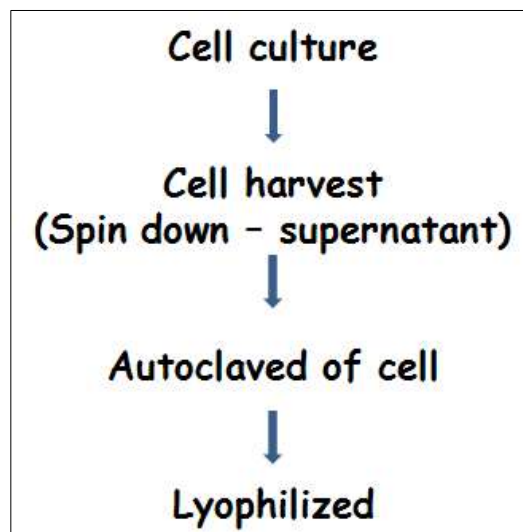 Cell culture
Cell harvest
(Spin down – supernatant)
Autoclaved of cell
Lyophilized